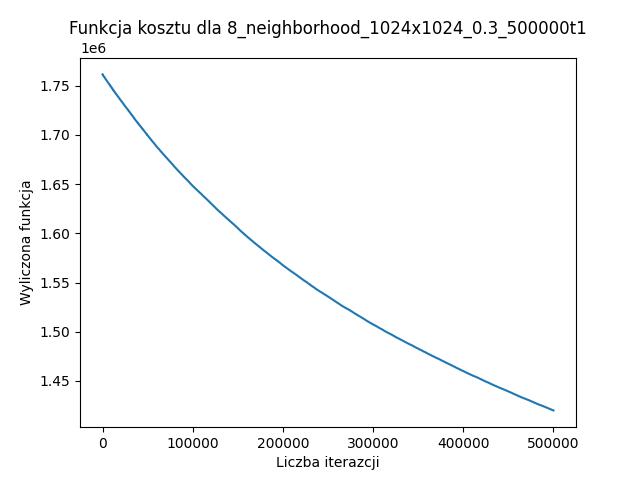 Funkcja kosztu dla 8_neighborhood_1024x1024_0.3_500000t1
1e6
1.75
1.70
1.65
1.60
1.55
1.50
1.45
Wyliczona funkcja
0 100000 200000 300000 400000 500000
Liczba iterazcji